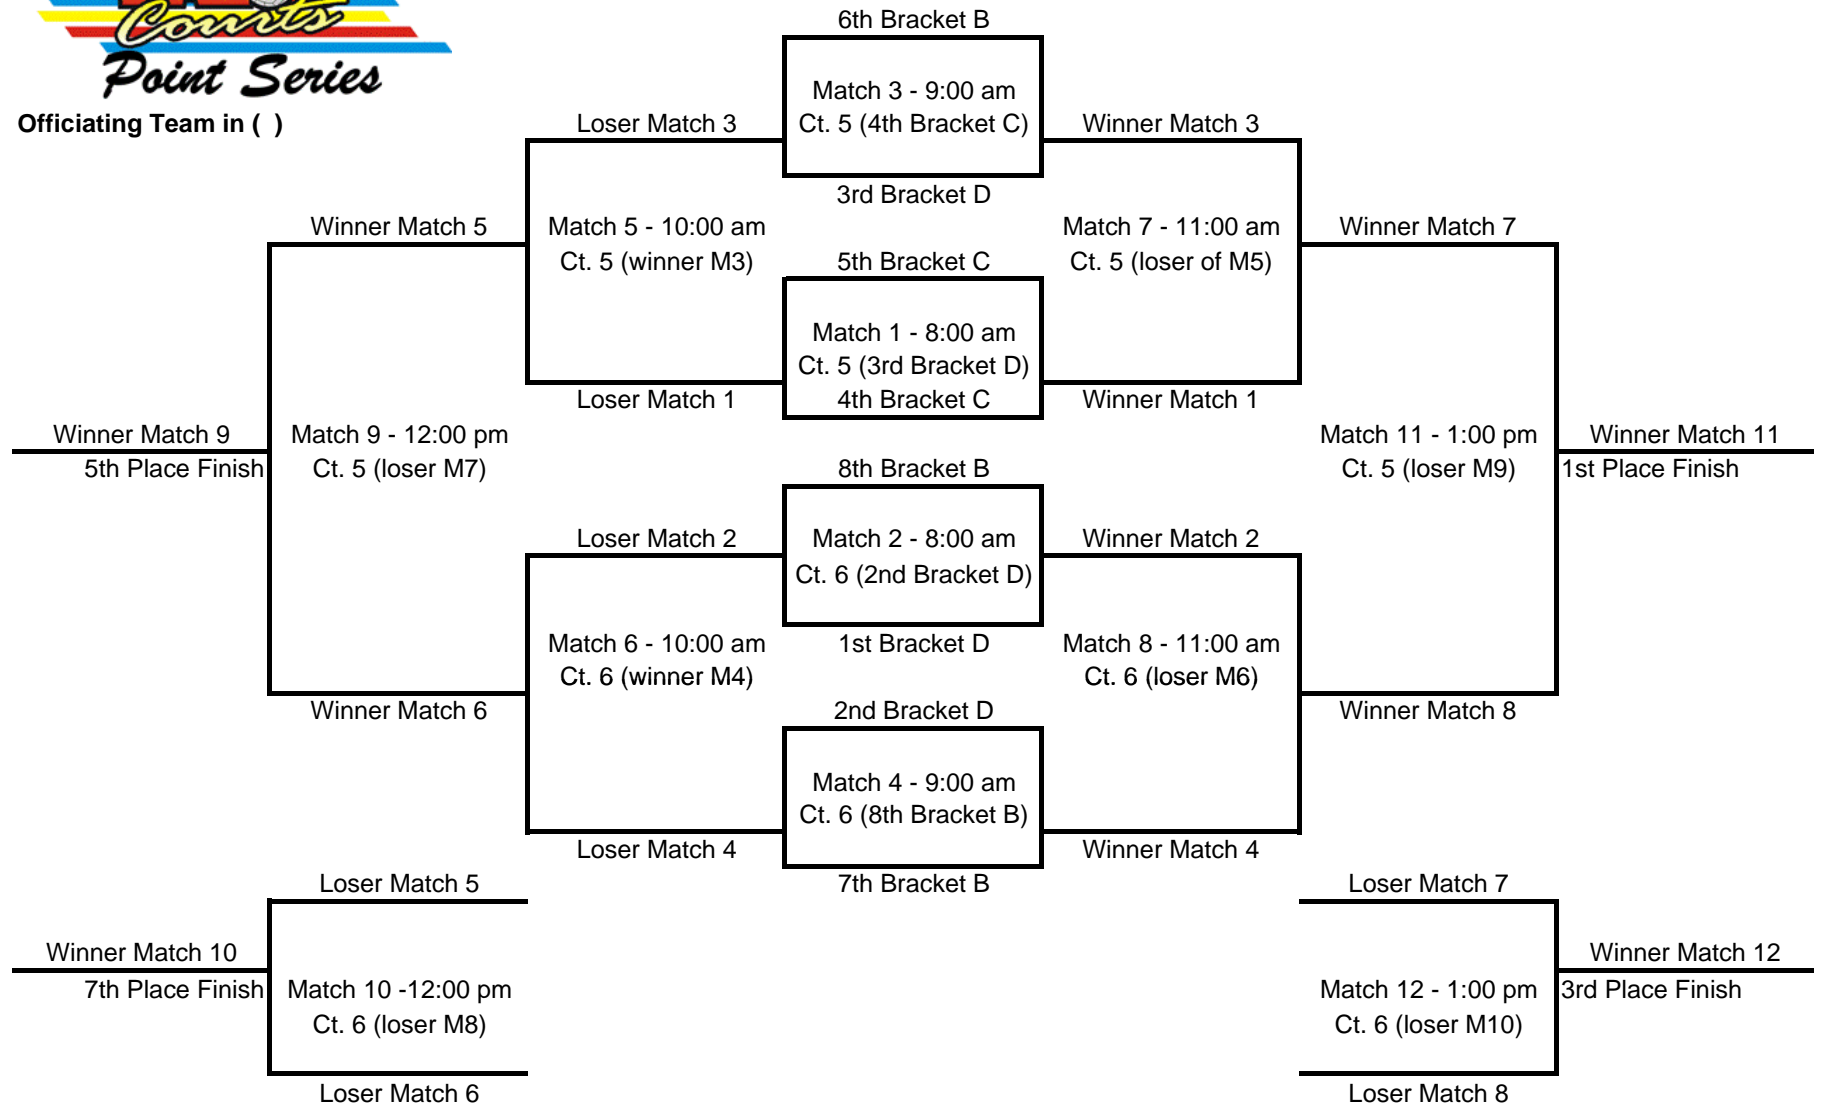 Courts
Point Series
Officiating Team in (  )
6th Bracket B
Match 3 - 9:00 am
Ct. 5 (4th Bracket C)
Loser Match 3
Winner Match 3
3rd Bracket D
Winner Match 5
Match 5 - 10:00 am
Ct. 5 (winner M3)
Match 7 - 11:00 am
Ct. 5 (loser of M5)
Winner Match 7
5th Bracket C
Match 1 - 8:00 am
Ct. 5 (3rd Bracket D)
4th Bracket C
Loser Match 1
Winner Match 1
Winner Match 9
5th Place Finish
Match 9 - 12:00 pm
Ct. 5 (loser M7)
Match 11 - 1:00 pm
Ct. 5 (loser M9)
Winner Match 11
1st Place Finish
8th Bracket B
Loser Match 2
Match 2 - 8:00 am
Ct. 6 (2nd Bracket D)
Winner Match 2
1st Bracket D
Match 6 - 10:00 am
Ct. 6 (winner M4)
Match 8 - 11:00 am
Ct. 6 (loser M6)
Winner Match 6
2nd Bracket D
Winner Match 8
Match 4 - 9:00 am
Ct. 6 (8th Bracket B)
Loser Match 4
Winner Match 4
7th Bracket B
Loser Match 5
Loser Match 7
Winner Match 10
7th Place Finish
Match 10 -12:00 pm
Ct. 6 (loser M8)
Match 12 - 1:00 pm
Ct. 6 (loser M10)
Winner Match 12
3rd Place Finish
Loser Match 6
Loser Match 8